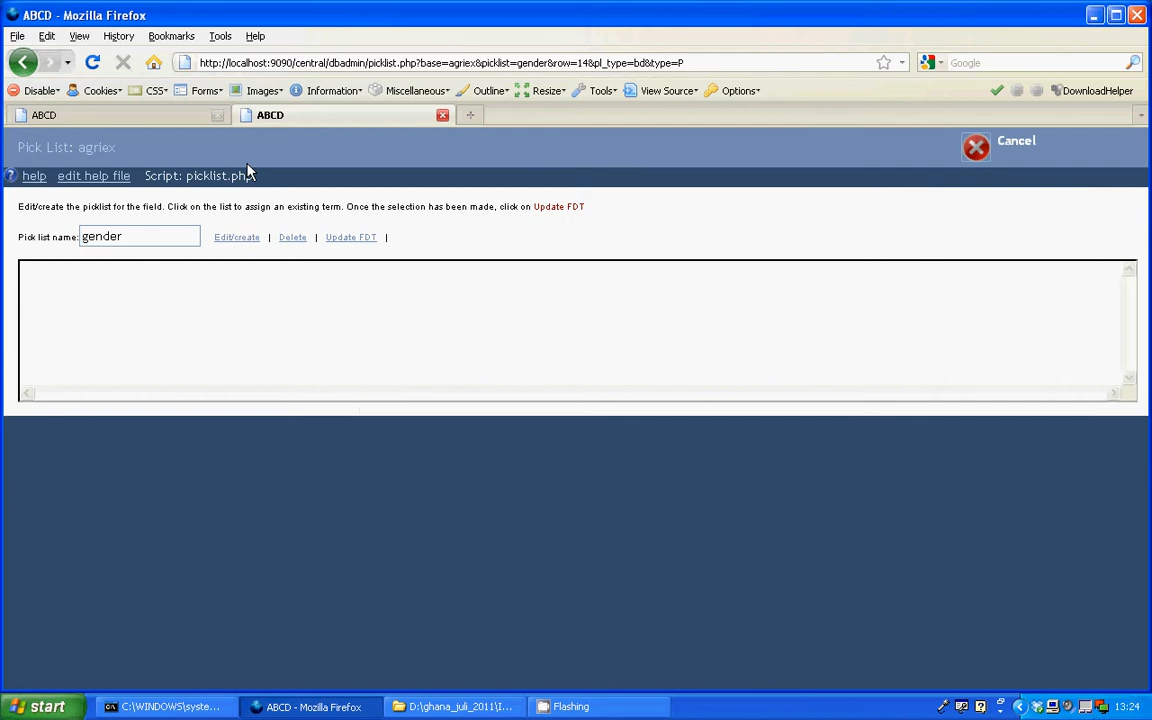 ABCD - Mozilla Firefox
File Edit View History Bookmarks Tools Help
http://localhost:9090/central/dbadmin/picklist.php?base=agriex&picklist=gender&row=14&pl_type=bd&type=P
Google
Disable Cookies CSS Forms Images Information Miscellaneous Outline Resize Tools View Source Options DownloadHelper
ABCD
ABCD
Pick List: agriex
Cancel
help edit help file Script: picklist.php
Edit/create the picklist for the field. Click on the list to assign an existing term. Once the selection has been made, click on Update FDT
Pick list name: gender Edit/create | Delete | Update FDT |
start
C:\WINDOWS\syste...
ABCD - Mozilla Firefox
D:\ghana_juli_2011\I...
Flashing
13:24